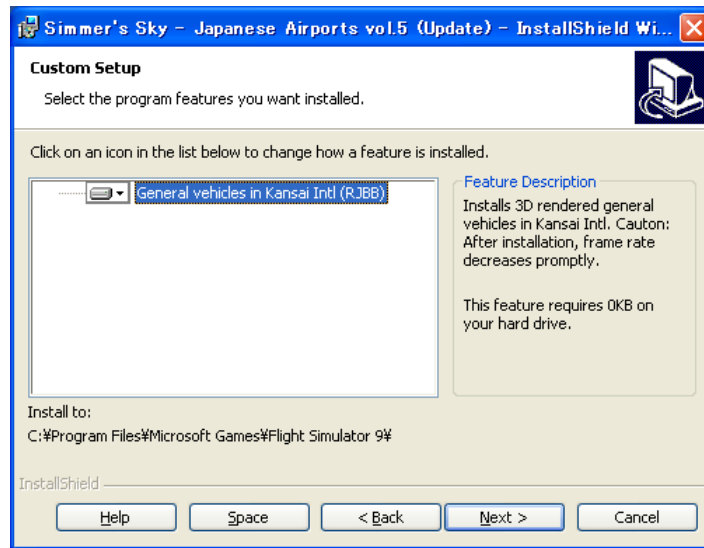 Simmer's Sky - Japanese Airports vol.5 (Update) - InstallShield Wi...
Custom Setup
Select the program features you want installed.
Click on an icon in the list below to change how a feature is installed.
General vehicles in Kansai Intl (RJBB)
Feature Description
Installs 3D rendered general
vehicles in Kansai Intl. Cauton:
After installation, frame rate
decreases promptly.
This feature requires 0KB on
your hard drive.
Install to:
C:¥Program Files¥Microsoft Games¥Flight Simulator 9¥
InstallShield
Help
Space
< Back
Next >
Cancel